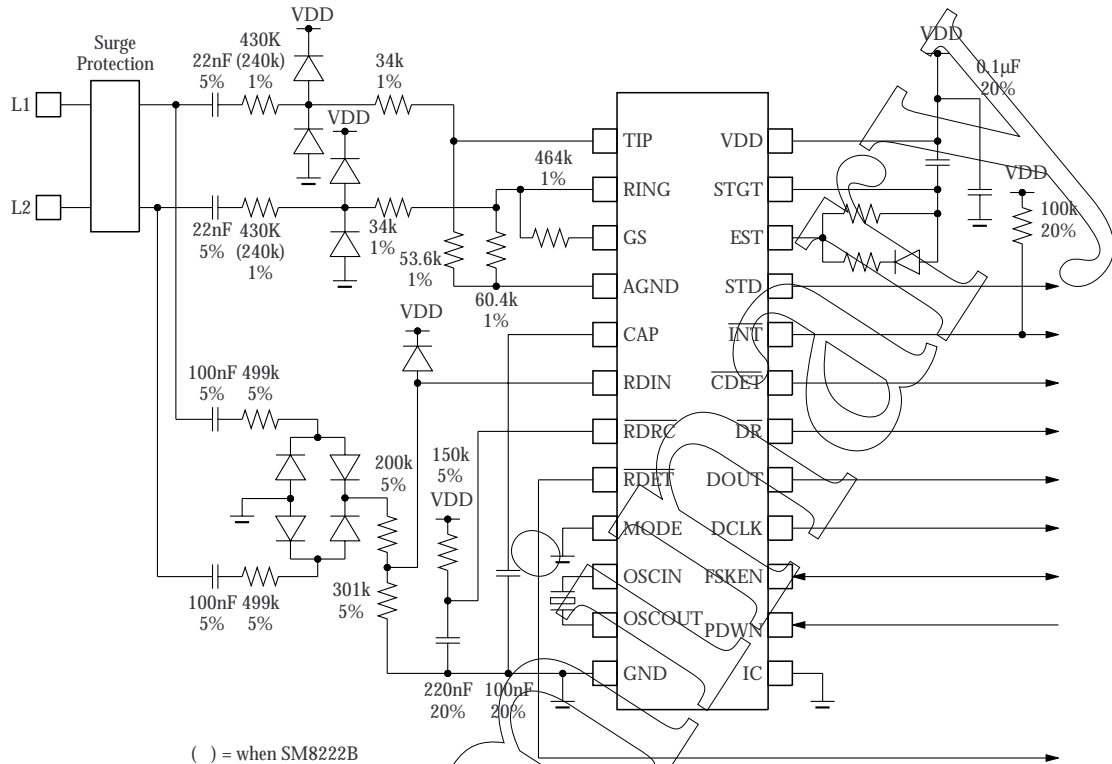 VDD
Surge
Protection
22nF
5%
430K
(240k)
1%
34k
1%
L1
VDD
L2
22nF
5%
430K
(240k)
1%
34k
1%
464k
1%
53.6k
1%
60.4k
1%
VDD
100nF
5%
499k
5%
200k
5%
150k
5%
VDD
100nF
5%
499k
5%
301k
5%
220nF
20%
100nF
20%
TIP
RING
GS
AGND
CAP
RDIN
RDRC
RDET
MODE
OSCIN
OSCOUT
GND
VDD
STGT
EST
STD
INT
CDET
DR
DOUT
DCLK
FSKEN
PDWN
IC
VDD
0.1μF
20%
VDD
100k
20%
( ) = when SM8222B